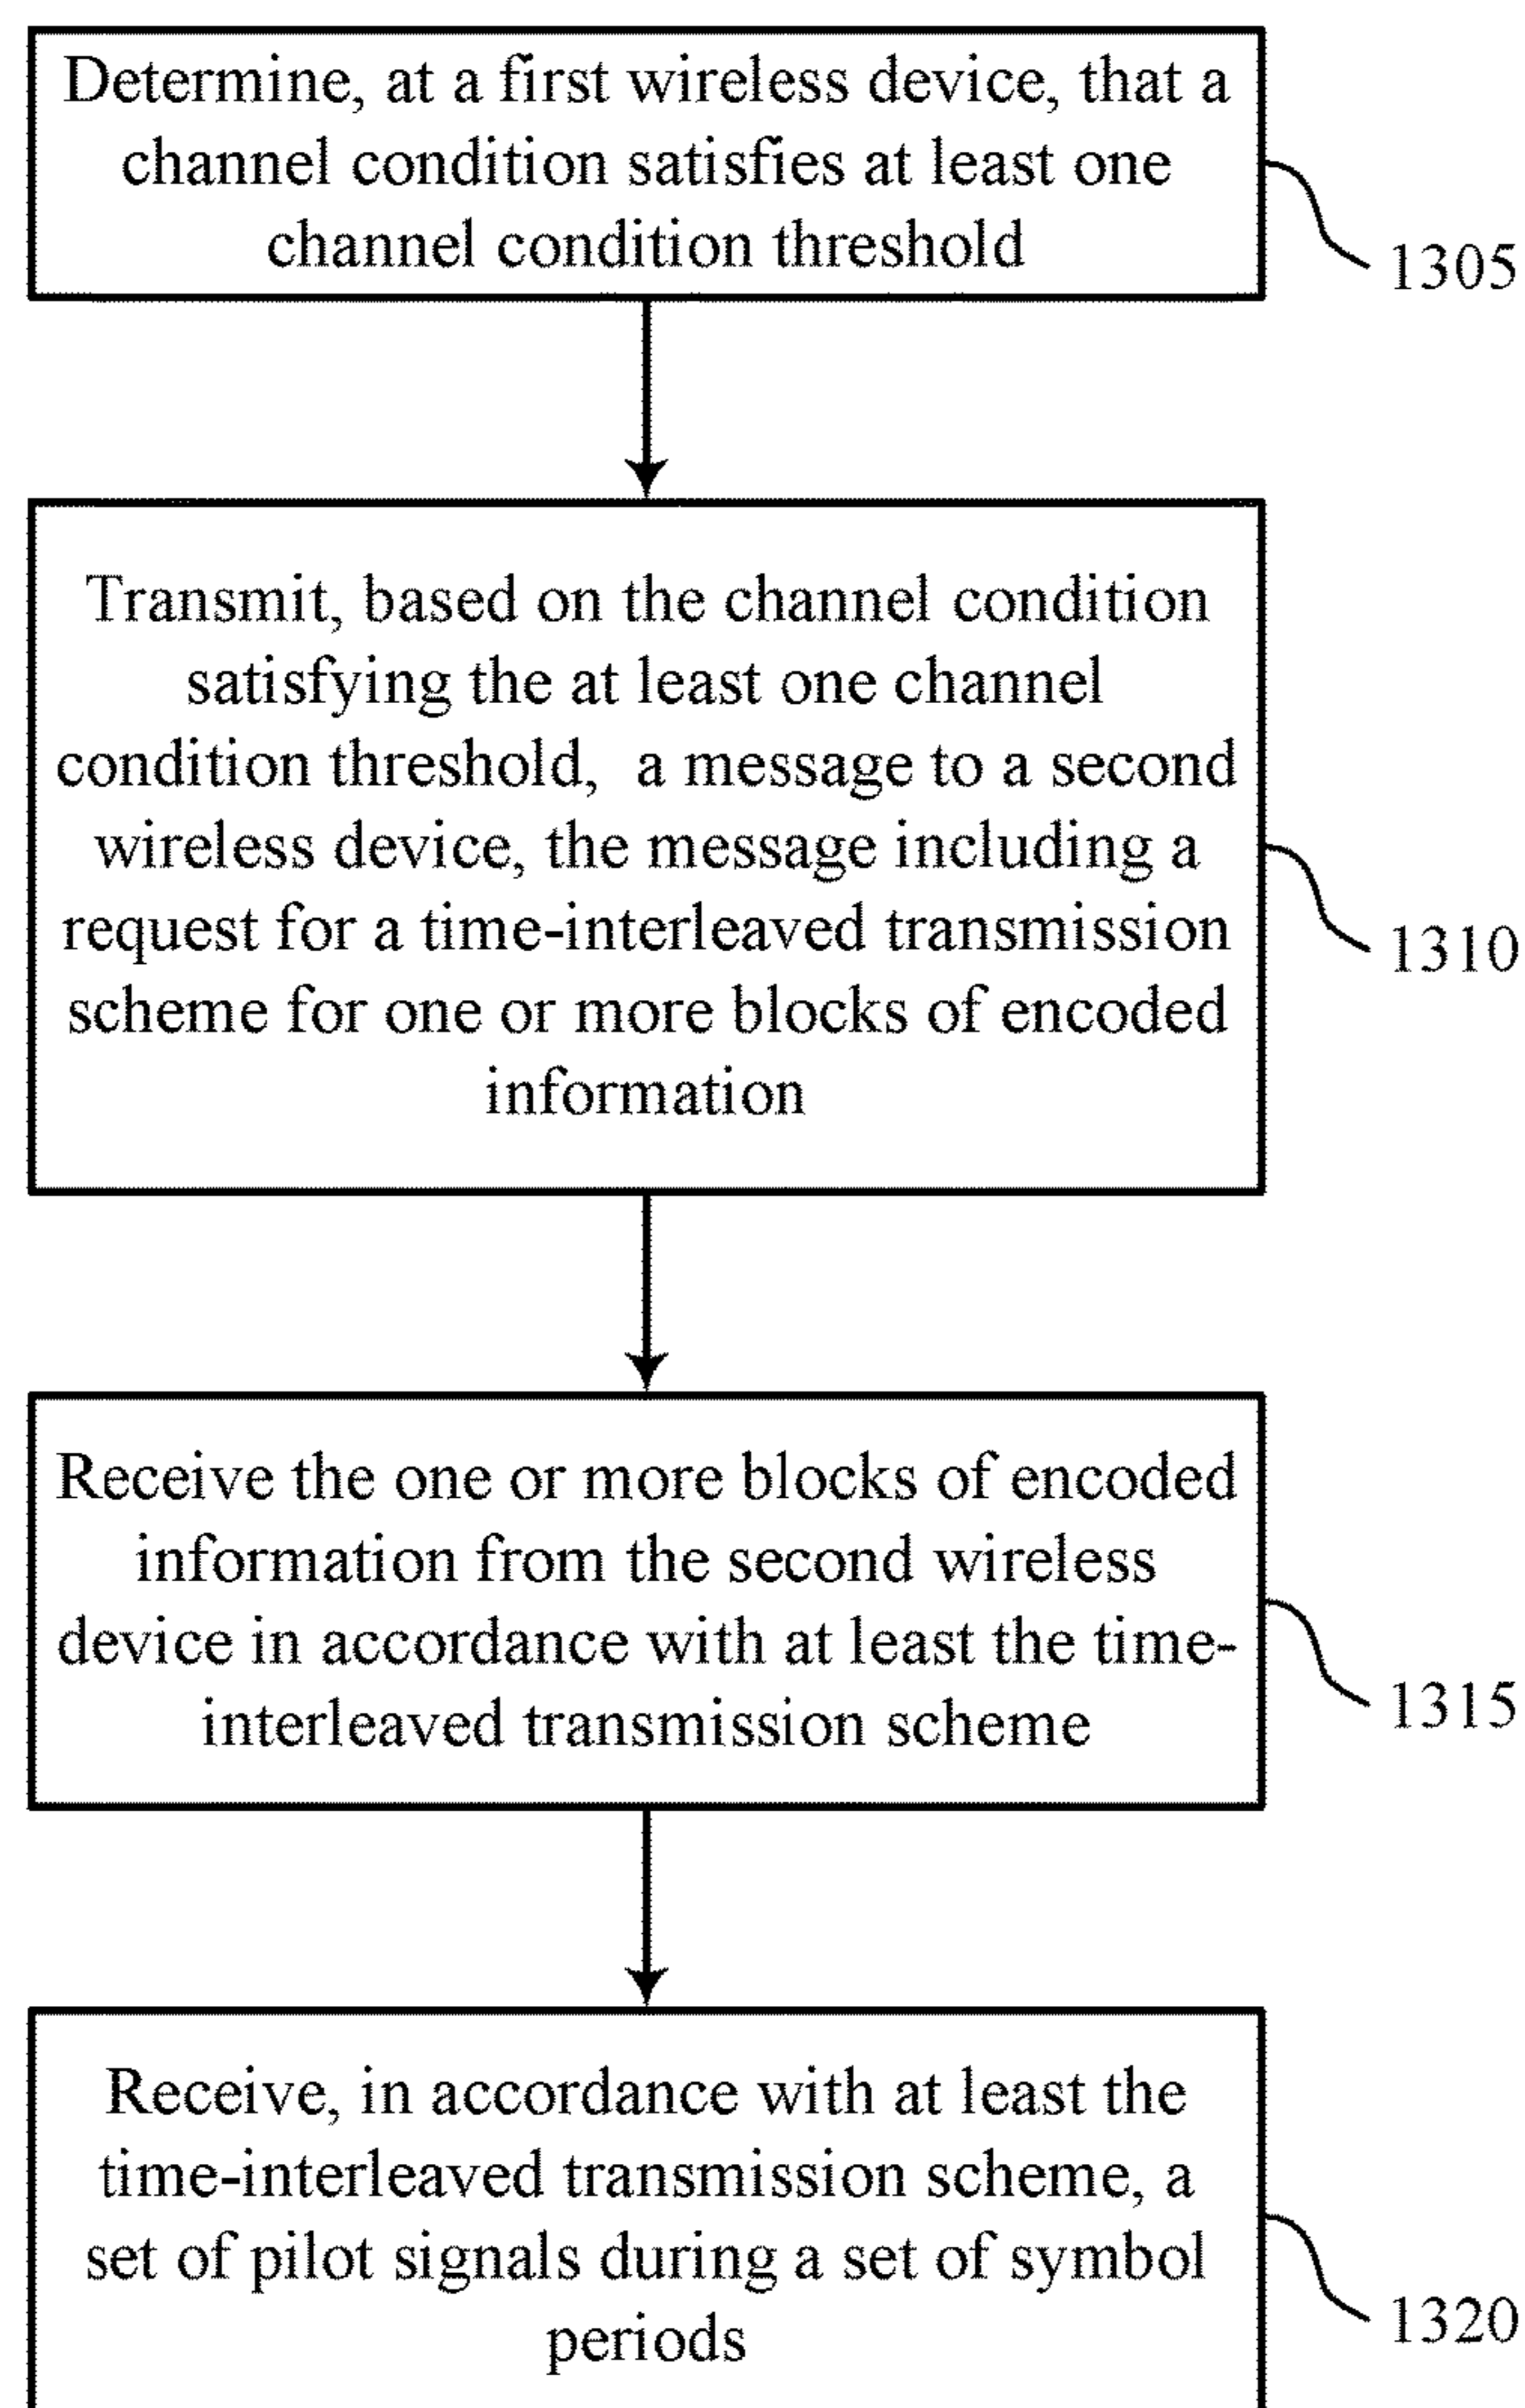 Determine, at a first wireless device, that a
channel condition satisfies at least one
channel condition threshold
1305
Transmit, based on the channel condition
satisfying the at least one channel
condition threshold,  a message to a second
wireless device, the message including a
request for a time-interleaved transmission
scheme for one or more blocks of encoded
information
1310
Receive the one or more blocks of encoded
information from the second wireless
device in accordance with at least the time-
interleaved transmission scheme
1315
Receive, in accordance with at least the
time-interleaved transmission scheme, a
set of pilot signals during a set of symbol
periods
1320